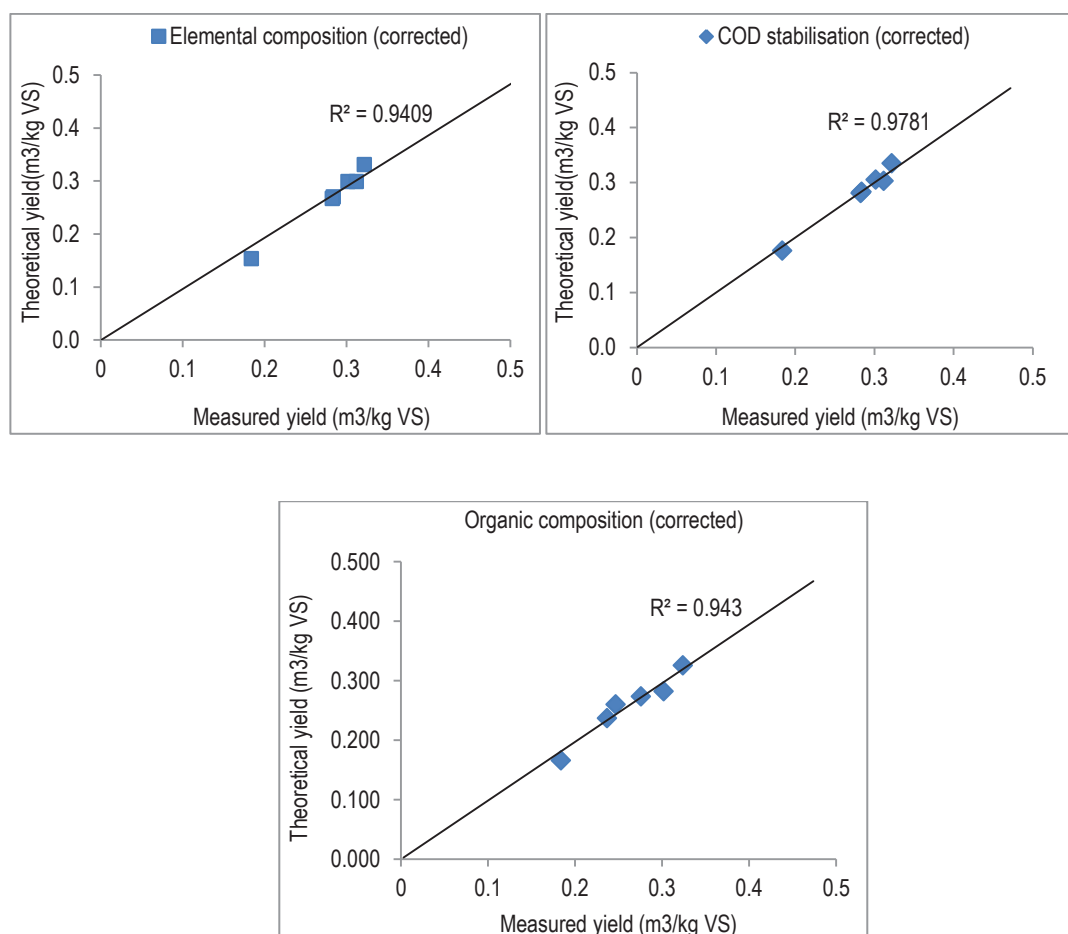 Elemental composition (corrected)
R² = 0.9409
Theoretical yield(m3/kg VS)
0.5
0.4
0.3
0.2
0.1
0.0
0 0.1 0.2 0.3 0.4 0.5
Measured yield (m3/kg VS)
COD stabilisation (corrected)
R² = 0.9781
Theoretical yield(m3/kg VS)
0.5
0.4
0.3
0.2
0.1
0.0
0 0.1 0.2 0.3 0.4 0.5
Measured yield (m3/kg VS)
Organic composition (corrected)
R² = 0.943
Theoretical yield (m3/kg VS)
0.500
0.400
0.300
0.200
0.100
0.000
0 0.1 0.2 0.3 0.4 0.5
Measured yield (m3/kg VS)